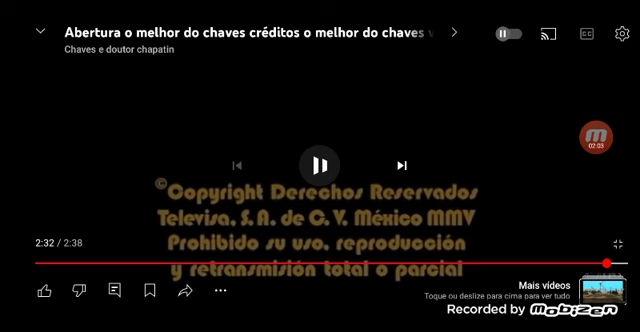 Abertura o melhor do chaves créditos o melhor do chaves v
Chaves e doutor chapatin
CC
02:03
©Copyright Derechos Reservados
Televisa, S. A. de C. V. México MMV
Prohibido su uso, reproducción
y retransmisión total o parcial
2:32 / 2:38
Mais vídeos
Toque ou deslize para cima para ver tudo
Recorded by Mobizen